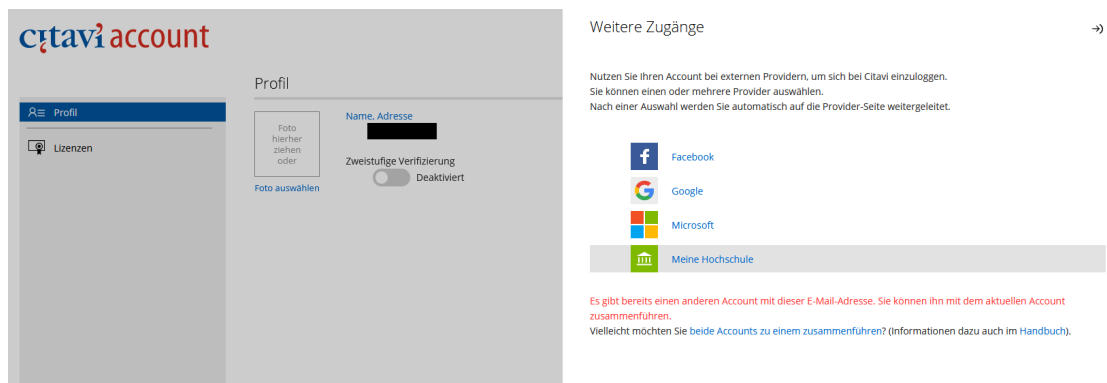 citavi account
Profil
Lizenzen
Profil
Foto
hierher
ziehen
oder
Foto auswählen
Name, Adresse
Zweistufige Verifizierung
Deaktiviert
Weitere Zugänge
Nutzen Sie Ihren Account bei externen Providern, um sich bei Citavi einzuloggen.
Sie können einen oder mehrere Provider auswählen.
Nach einer Auswahl werden Sie automatisch auf die Provider-Seite weitergeleitet.
Facebook
Google
Microsoft
Meine Hochschule
Es gibt bereits einen anderen Account mit dieser E-Mail-Adresse. Sie können ihn mit dem aktuellen Account
zusammenführen.
Vielleicht möchten Sie beide Accounts zu einem zusammenführen? (Informationen dazu auch im Handbuch).